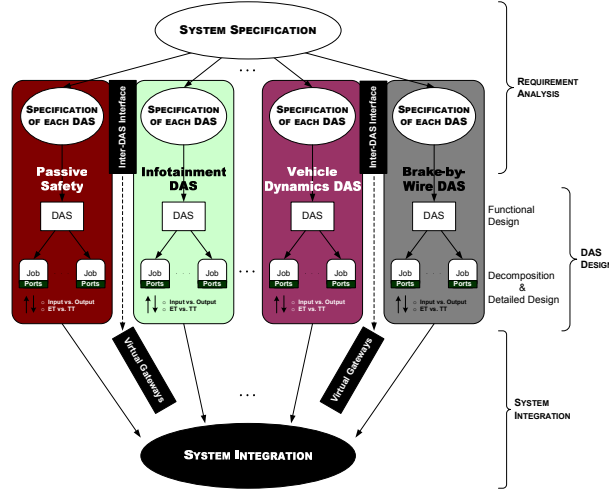 SYSTEM SPECIFICATION
...
SPECIFICATION
OF EACH DAS
Inter-DAS Interface
SPECIFICATION
OF EACH DAS
SPECIFICATION
OF EACH DAS
Inter-DAS Interface
SPECIFICATION
OF EACH DAS
REQUIREMENT
ANALYSIS
Passive
Safety
Infotainment
DAS
Vehicle
Dynamics DAS
Brake-by-
Wire DAS
DAS
DAS
DAS
DAS
Functional
Design
DAS
DESIGN
Job
Ports
. . .
Job
Ports
Job
Ports
. . .
Job
Ports
...
Job
Ports
. . .
Job
Ports
Job
Ports
. . .
Job
Ports
Decomposition
&
Detailed Design
○ Input vs. Output
○ ET vs. TT
○ Input vs. Output
○ ET vs. TT
○ Input vs. Output
○ ET vs. TT
○ Input vs. Output
○ ET vs. TT
Virtual Gateways
...
Virtual Gateways
SYSTEM
INTEGRATION
SYSTEM INTEGRATION